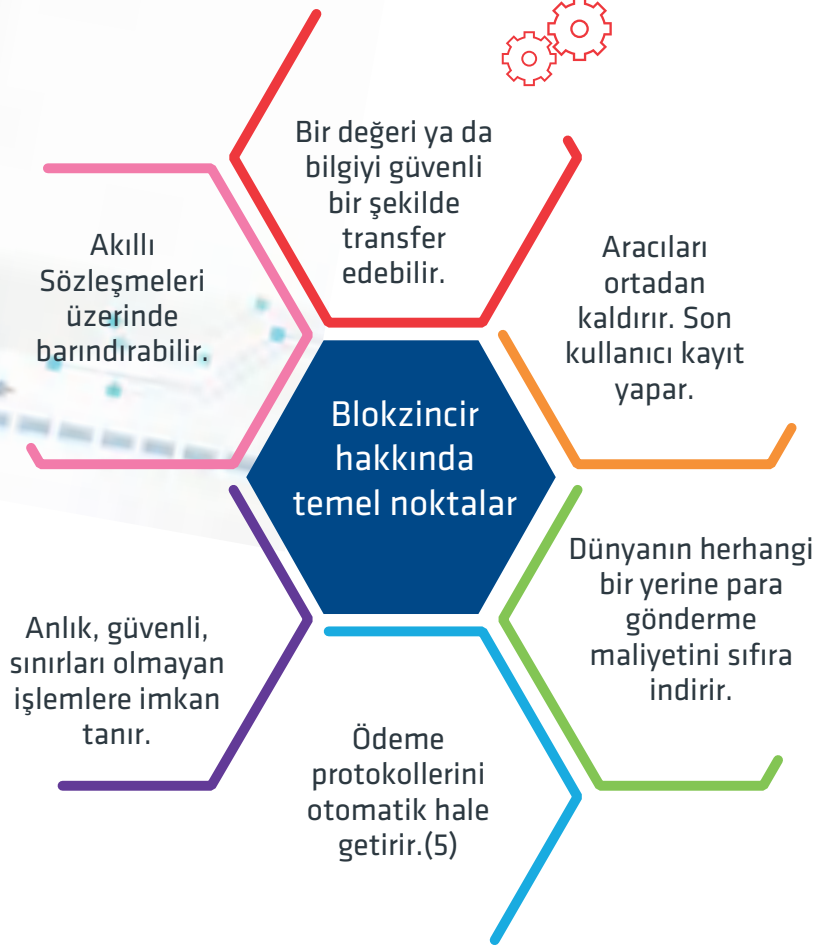 Bir değeri ya da
bilgiyi güvenli
bir şekilde
transfer
edebilir.
Akıllı
Sözleşmeleri
üzerinde
barındırabilir.
Aracıları
ortadan
kaldırır. Son
kullanıcı kayıt
yapar.
Blokzincir
hakkında
temel noktalar
Dünyanın herhangi
bir yerine para
gönderme
maliyetini sıfıra
indirir.
Anlık, güvenli,
sınırları olmayan
işlemlere imkan
tanır.
Ödeme
protokollerini
otomatik hale
getirir.(5)